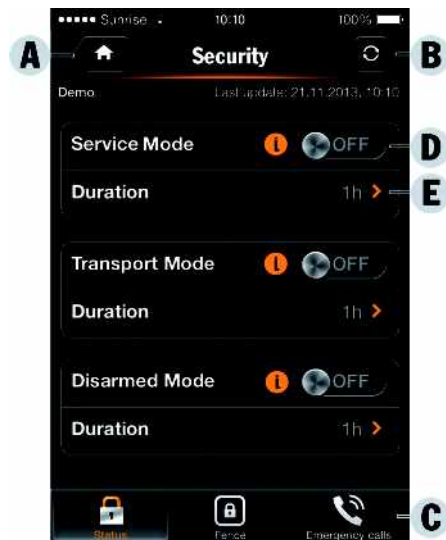 Sunrise 10:10 100%
A Security B
Demo Last update: 21.11.2013, 10:10
Service Mode i OFF D
Duration 1h > E
Transport Mode i OFF
Duration 1h >
Disarmed Mode i OFF
Duration 1h >
Status Fence Emergency calls C